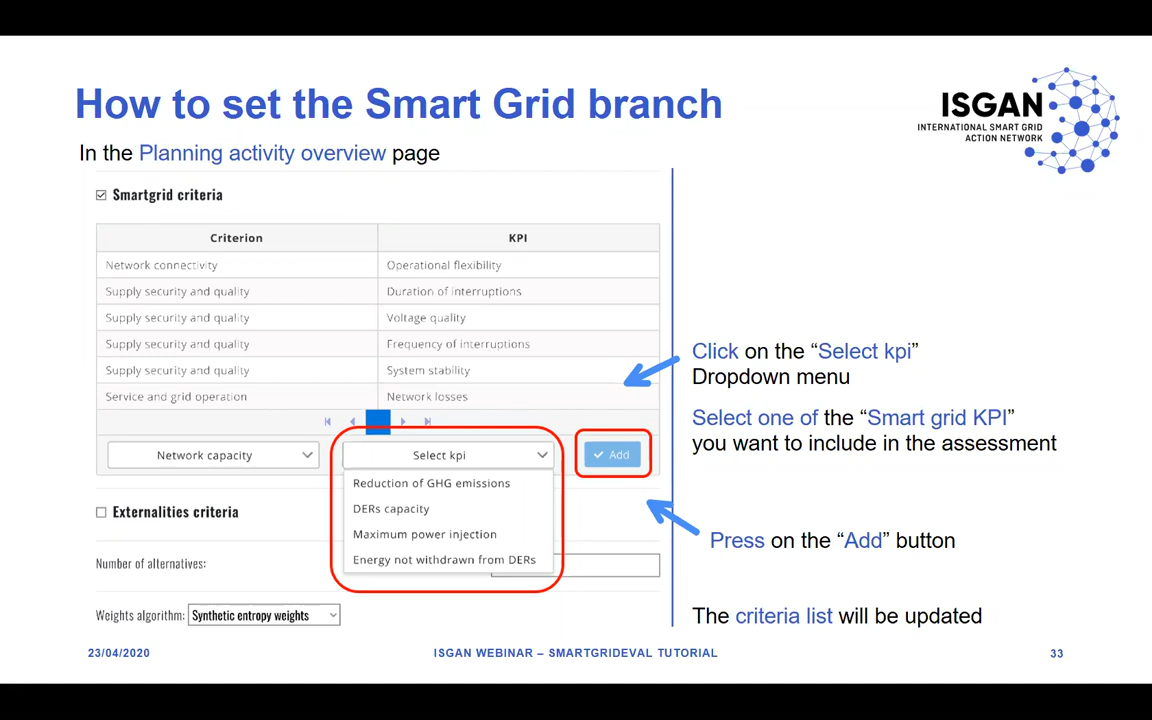 How to set the Smart Grid branch
ISGAN
INTERNATIONAL SMART GRID
ACTION NETWORK
In the Planning activity overview page
Smartgrid criteria
Criterion KPI
Network connectivity Operational flexibility
Supply security and quality Duration of interruptions
Supply security and quality Voltage quality
Supply security and quality Frequency of interruptions
Supply security and quality System stability
Service and grid operation Network losses
Network capacity Select kpi Add
Reduction of GHG emissions
DERs capacity
Maximum power injection
Energy not withdrawn from DERs
Externalities criteria
Number of alternatives:
Weights algorithm: Synthetic entropy weights
Click on the “Select kpi”
Dropdown menu
Select one of the “Smart grid KPI”
you want to include in the assessment
Press on the “Add” button
The criteria list will be updated
23/04/2020 ISGAN WEBINAR – SMARTGRIDEVAL TUTORIAL 33